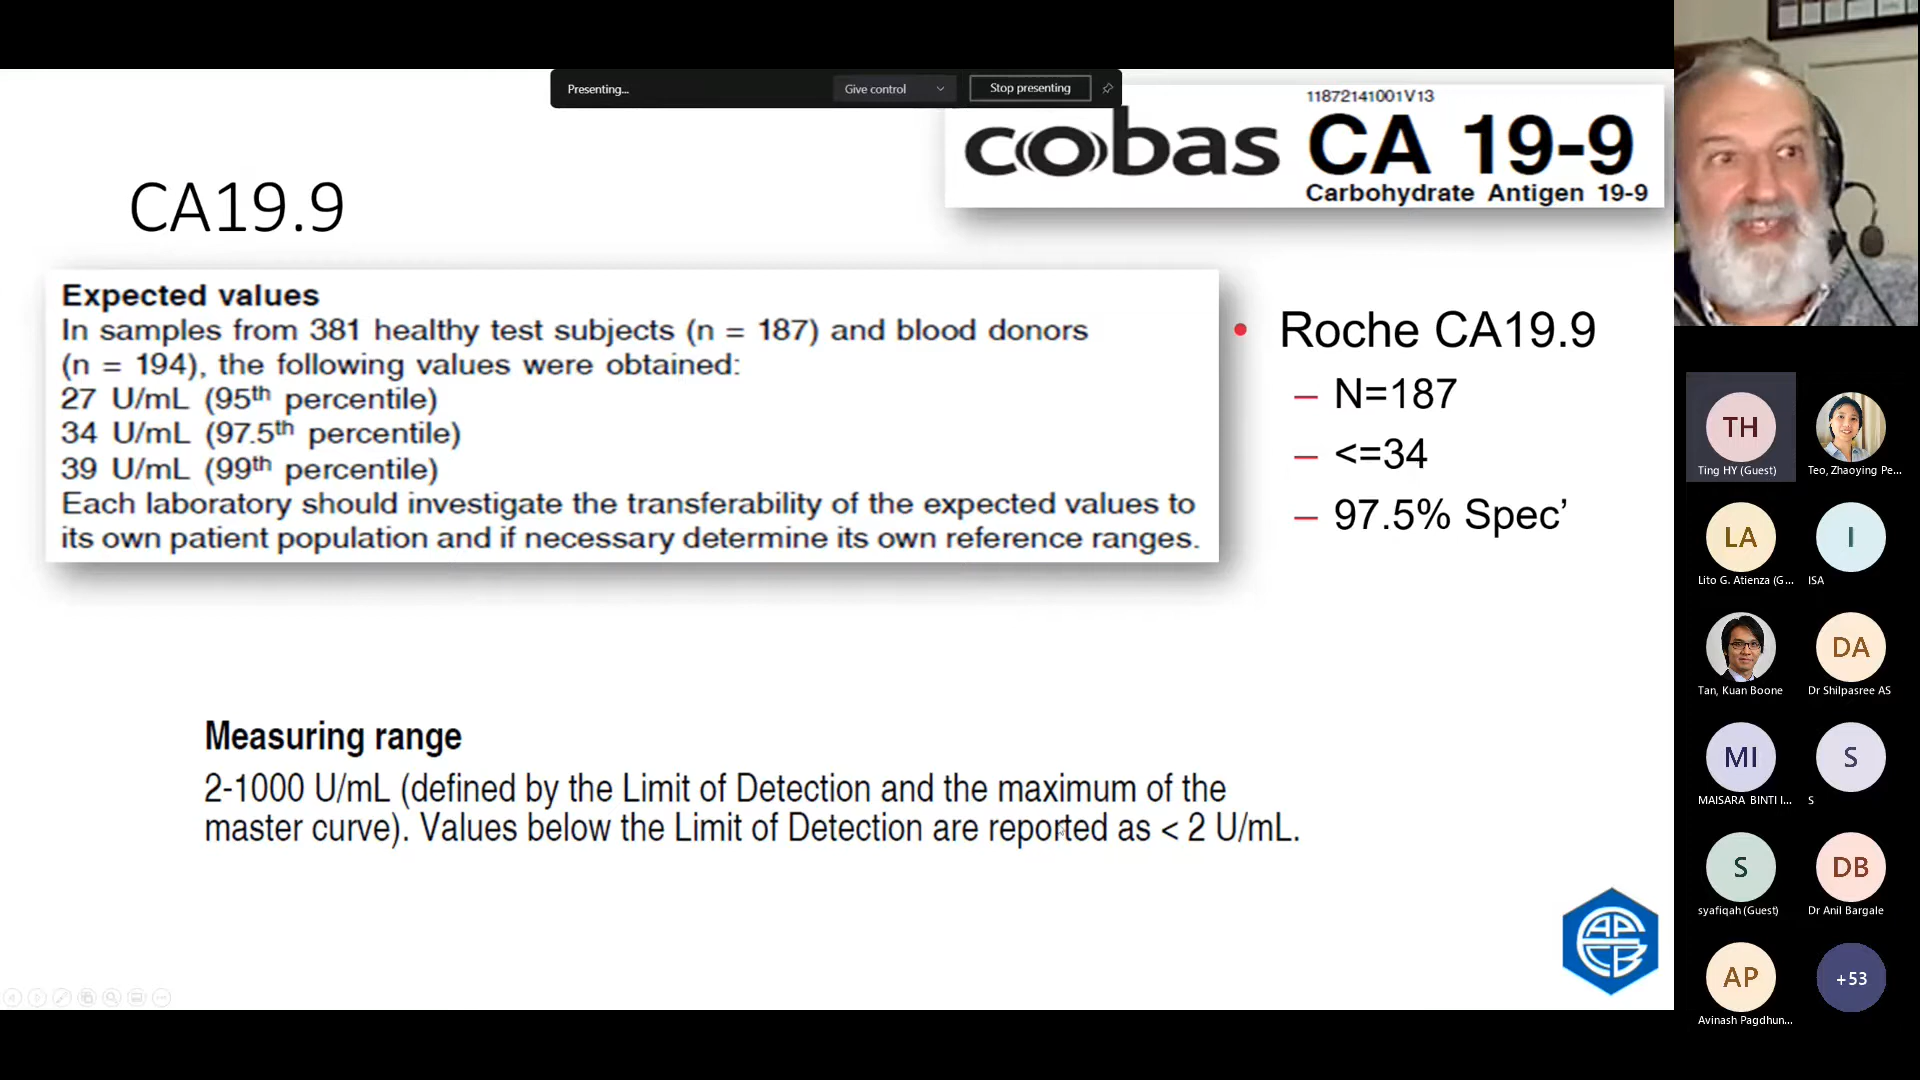 Presenting...
Give control
Stop presenting
11872141001V13
cobas CA 19-9
Carbohydrate Antigen 19-9
CA19.9
Expected values
In samples from 381 healthy test subjects (n = 187) and blood donors
(n = 194), the following values were obtained:
27 U/mL (95th percentile)
34 U/mL (97.5th percentile)
39 U/mL (99th percentile)
Each laboratory should investigate the transferability of the expected values to
its own patient population and if necessary determine its own reference ranges.
• Roche CA19.9
– N=187
– <=34
– 97.5% Spec’
Measuring range
2-1000 U/mL (defined by the Limit of Detection and the maximum of the
master curve). Values below the Limit of Detection are reported as < 2 U/mL.
APFCB
TH
Ting HY (Guest)
Teo, Zhaoying Pe...
LA
Lito G. Atienza (G...
I
ISA
Tan, Kuan Boone
DA
Dr Shilpasree AS
MI
MAISARA BINTI I...
S
S
S
syafiqah (Guest)
DB
Dr Anil Bargale
AP
Avinash Pagdhun...
+53